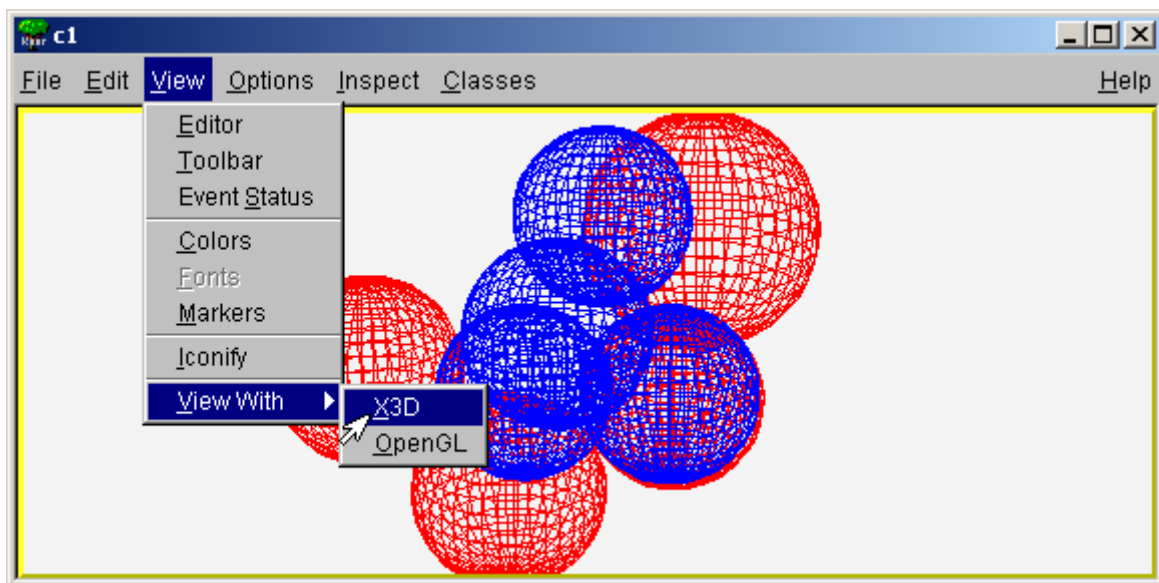 c1
File Edit View Options Inspect Classes Help
Editor
Toolbar
Event Status
Colors
Fonts
Markers
Iconify
View With
X3D
OpenGL